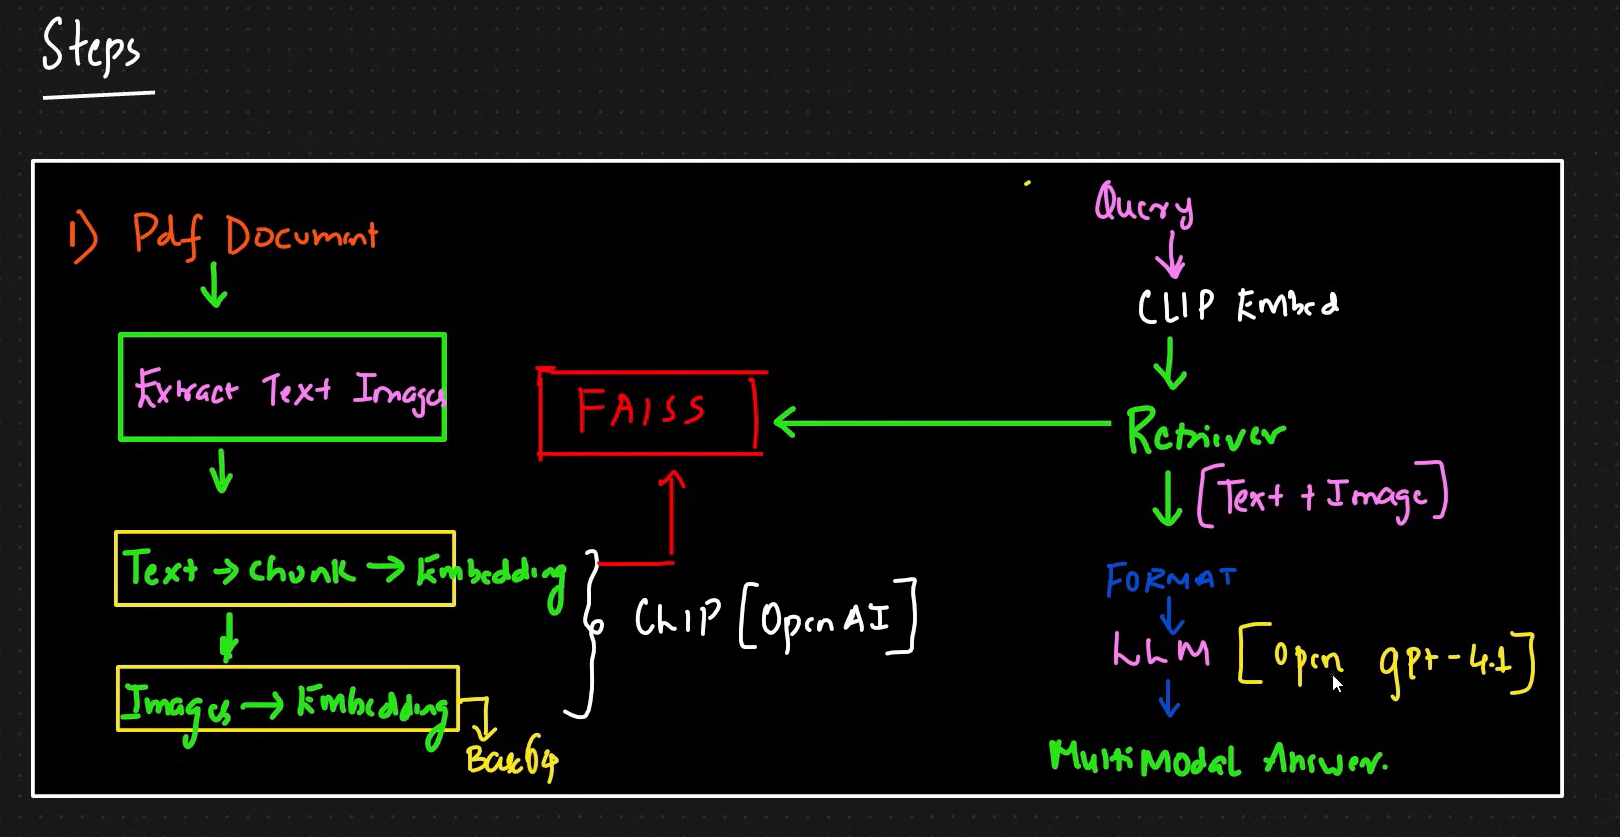 Steps
1) Pdf Document
Extract Text Images
Text → Chunk → Embedding
Images → Embedding
Base64
CLIP [OpenAI]
FAISS
Query
CLIP Embed
Retriever
[Text + Image]
FORMAT
LLM [Open gpt-4.1]
MultiModal Answer.